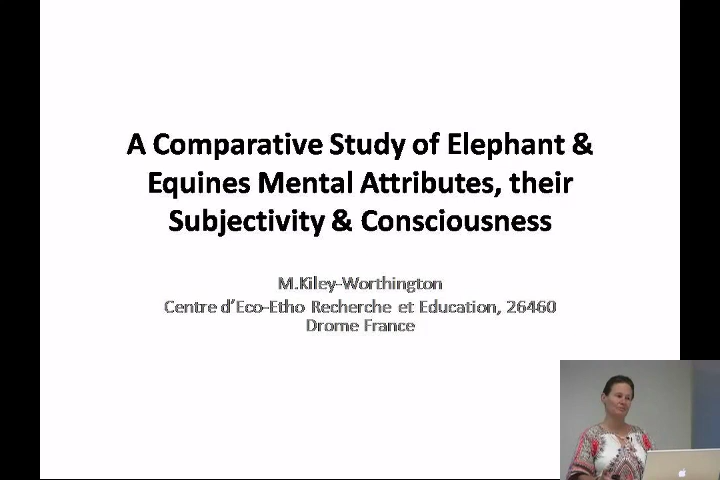 A Comparative Study of Elephant &
Equines Mental Attributes, their
Subjectivity & Consciousness
M.Kiley-Worthington
Centre d'Eco-Etho Recherche et Education, 26460
Drome France